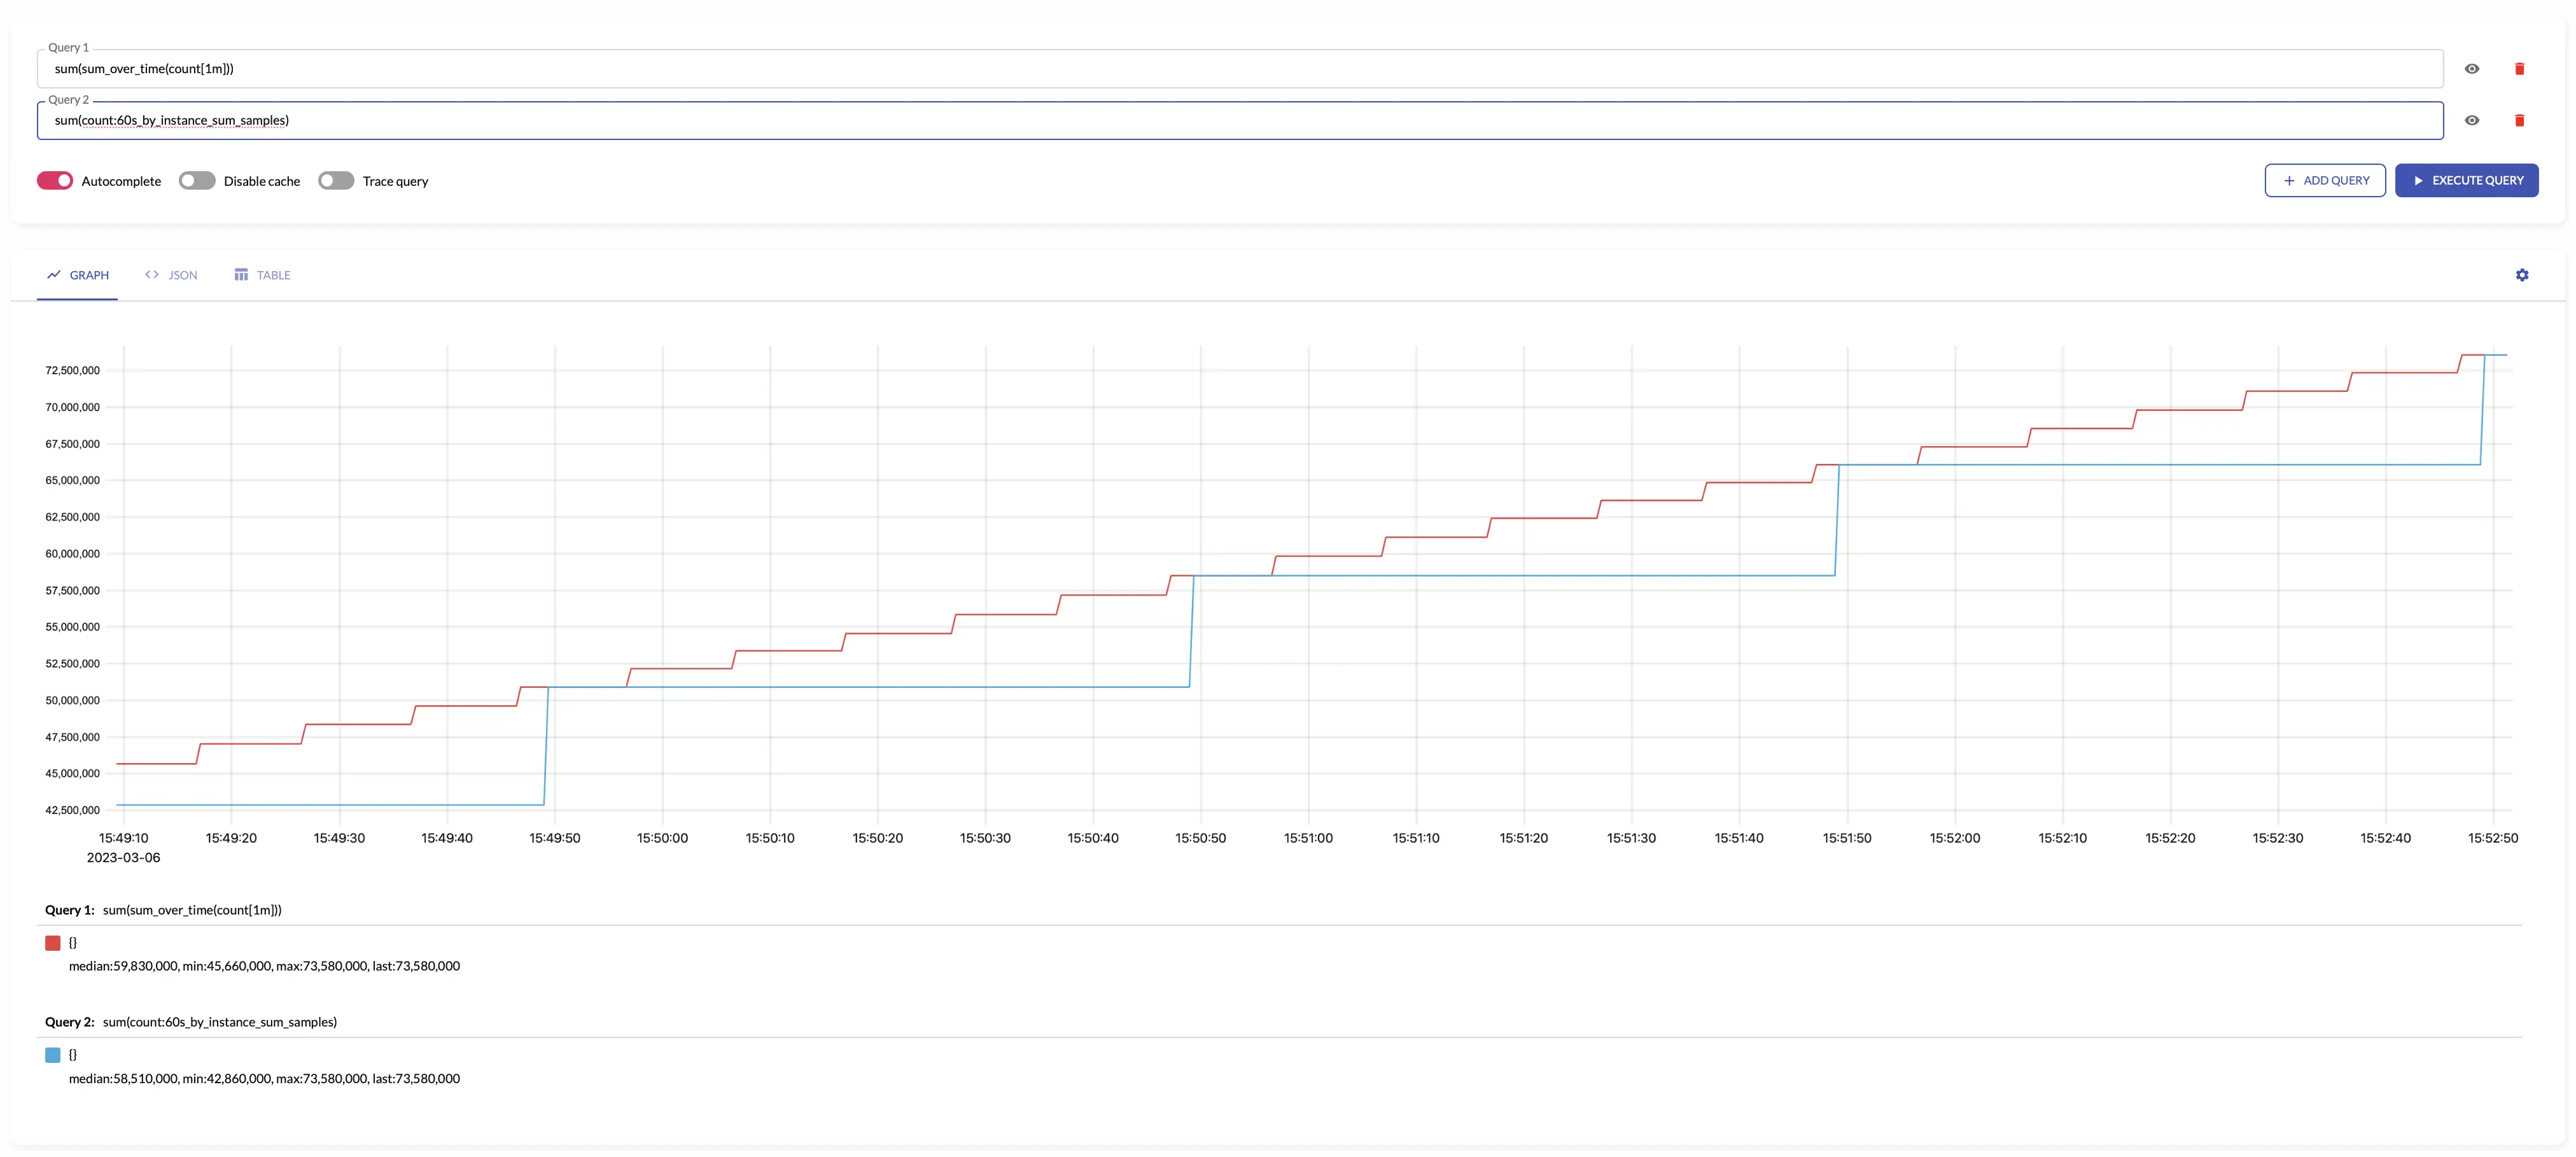 Query 1
sum(sum_over_time(count[1m]))
Query 2
sum(count:60s_by_instance_sum_samples)
Autocomplete Disable cache Trace query ADD QUERY EXECUTE QUERY
GRAPH JSON TABLE
72,500,000
70,000,000
67,500,000
65,000,000
62,500,000
60,000,000
57,500,000
55,000,000
52,500,000
50,000,000
47,500,000
45,000,000
42,500,000
15:49:10 15:49:20 15:49:30 15:49:40 15:49:50 15:50:00 15:50:10 15:50:20 15:50:30 15:50:40 15:50:50 15:51:00 15:51:10 15:51:20 15:51:30 15:51:40 15:51:50 15:52:00 15:52:10 15:52:20 15:52:30 15:52:40 15:52:50
2023-03-06
Query 1: sum(sum_over_time(count[1m]))
{}
median:59,830,000, min:45,660,000, max:73,580,000, last:73,580,000
Query 2: sum(count:60s_by_instance_sum_samples)
{}
median:58,510,000, min:42,860,000, max:73,580,000, last:73,580,000